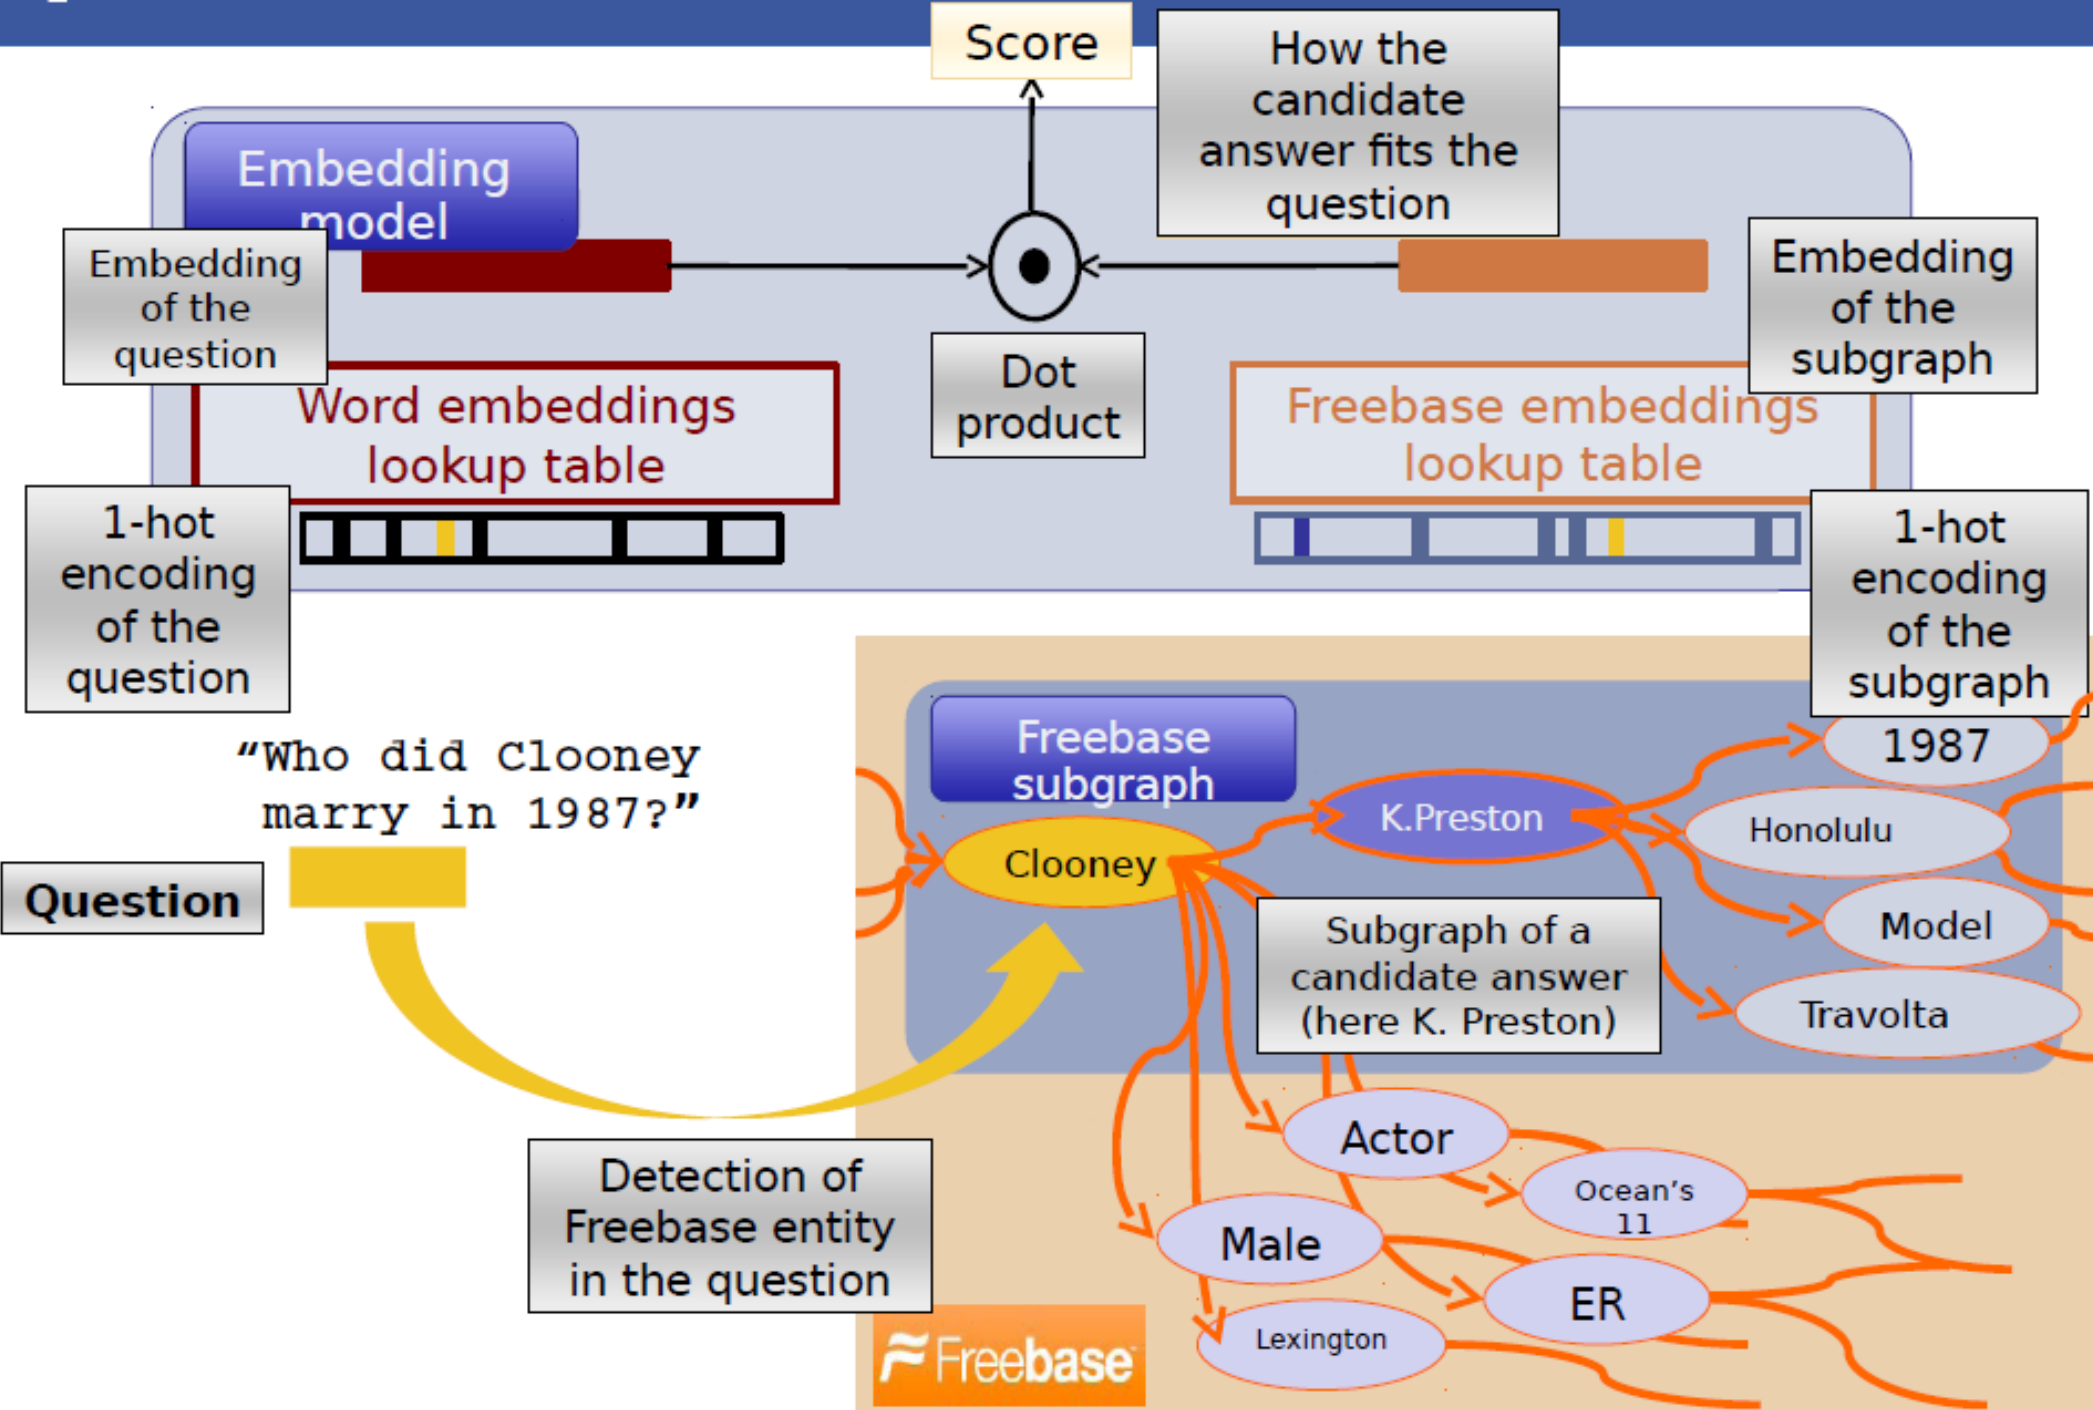 Score
How the
candidate
answer fits the
question
Embedding
model
Embedding
of the
question
Embedding
of the
subgraph
Dot
product
Word embeddings
lookup table
Freebase embeddings
lookup table
1-hot
encoding
of the
question
1-hot
encoding
of the
subgraph
“Who did Clooney
marry in 1987?”
Question
Freebase
subgraph
1987
K.Preston
Honolulu
Clooney
Model
Subgraph of a
candidate answer
(here K. Preston)
Travolta
Actor
Detection of
Freebase entity
in the question
Ocean’s
11
Male
ER
Lexington
Freebase